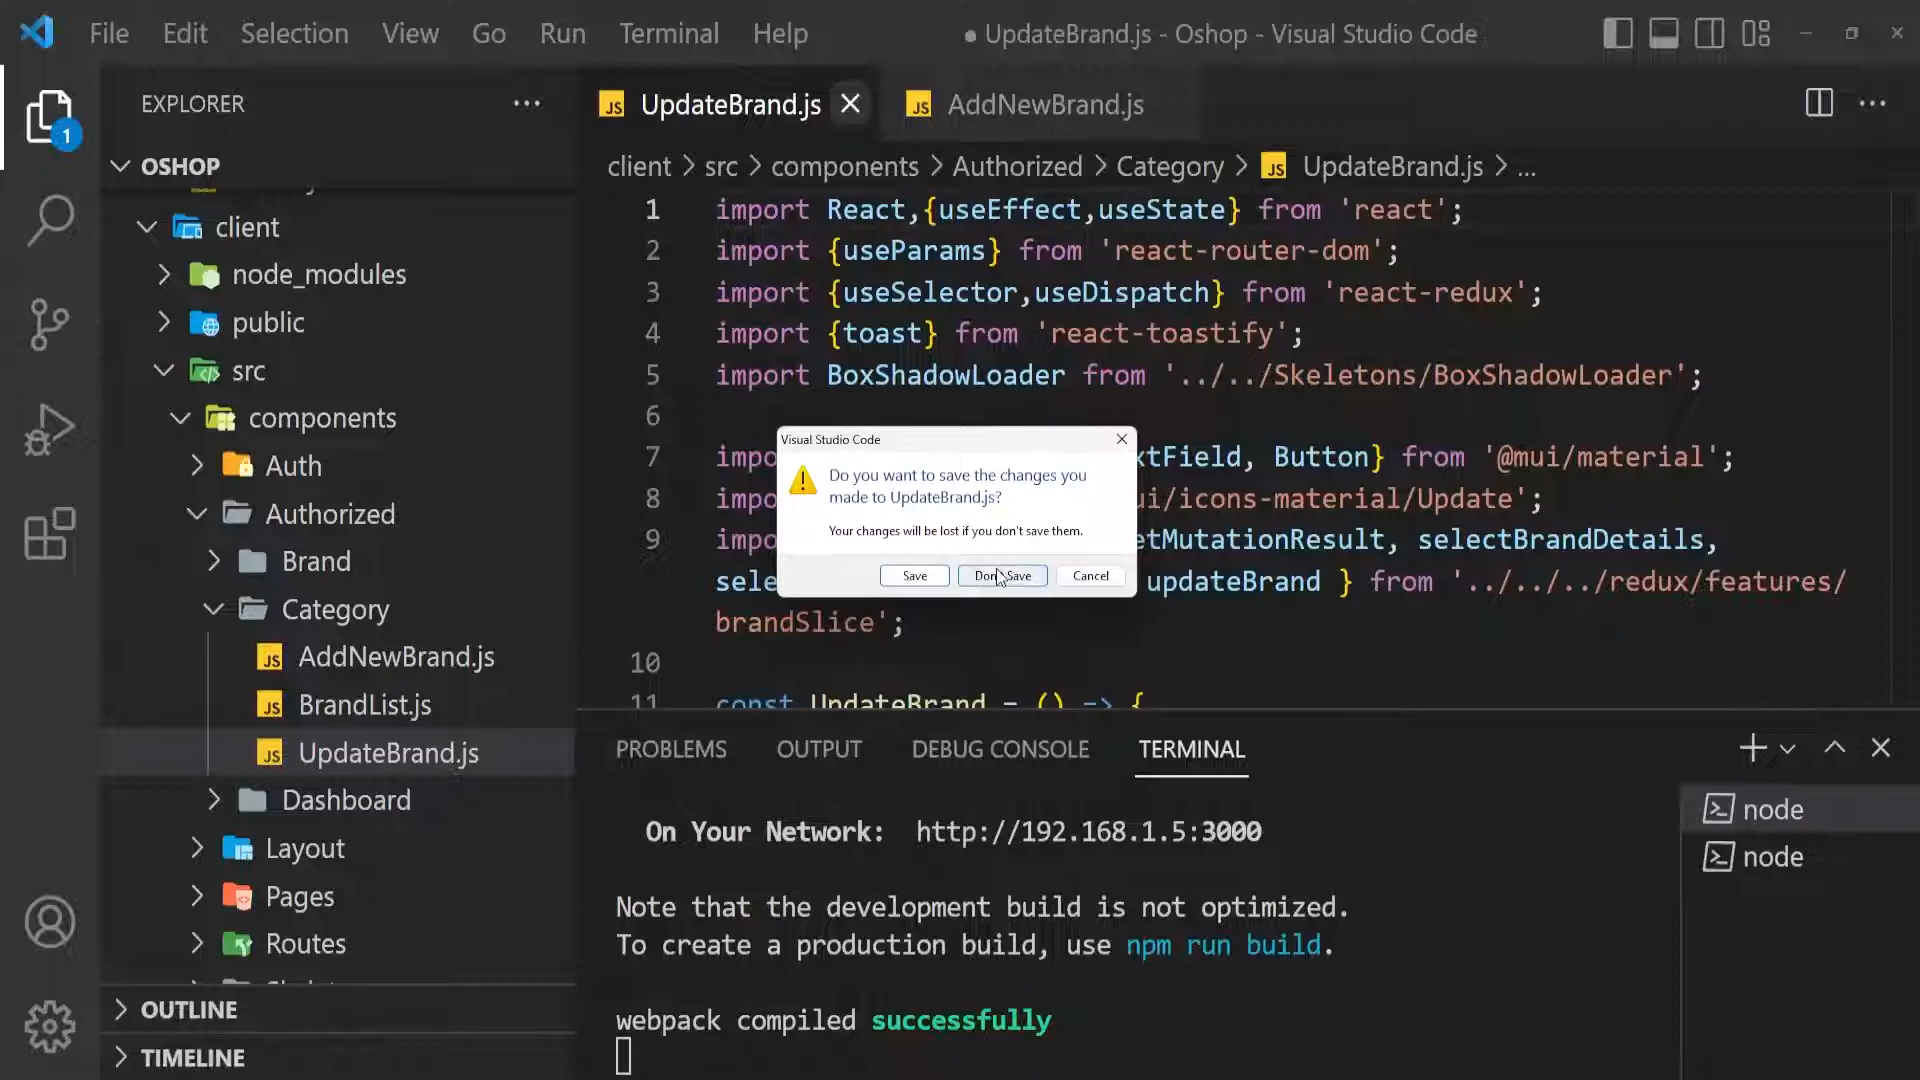 File Edit Selection View Go Run Terminal Help
● UpdateBrand.js - Oshop - Visual Studio Code
1
EXPLORER
OSHOP
client
node_modules
public
src
components
Auth
Authorized
Brand
Category
AddNewBrand.js
BrandList.js
UpdateBrand.js
Dashboard
Layout
Pages
Routes
OUTLINE
TIMELINE
UpdateBrand.js
AddNewBrand.js
client > src > components > Authorized > Category > UpdateBrand.js > ...
1 import React,{useEffect,useState} from 'react';
2 import {useParams} from 'react-router-dom';
3 import {useSelector,useDispatch} from 'react-redux';
4 import {toast} from 'react-toastify';
5 import BoxShadowLoader from '../../Skeletons/BoxShadowLoader';
6
7 impo xtField, Button} from '@mui/material';
8 impo ui/icons-material/Update';
9 impo etMutationResult, selectBrandDetails,
sele updateBrand } from '../../../redux/features/
brandSlice';
10
11 const UpdateBrand = () => {
Visual Studio Code
Do you want to save the changes you
made to UpdateBrand.js?
Your changes will be lost if you don't save them.
Save Don't Save Cancel
PROBLEMS OUTPUT DEBUG CONSOLE TERMINAL
On Your Network: http://192.168.1.5:3000
Note that the development build is not optimized.
To create a production build, use npm run build.
webpack compiled successfully
node
node